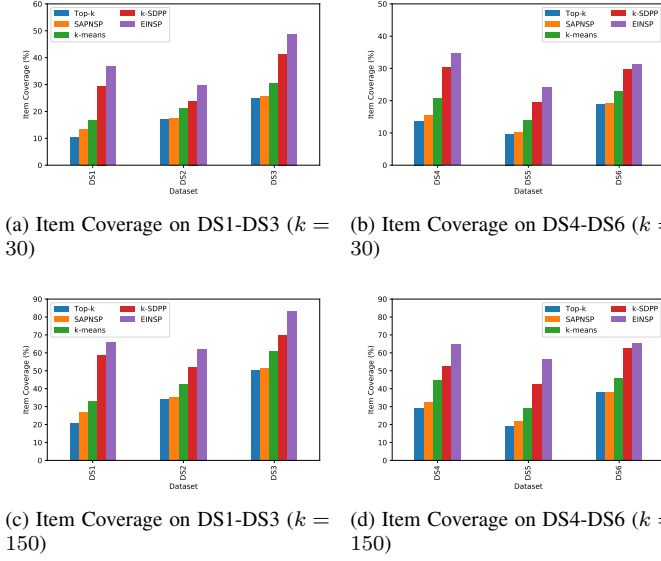 60
50
40
30
20
10
0
Item Coverage (%)
Top-k
SAPNSP
k-means
k-SDPP
EINSP
DS1
DS2
DS3
Dataset
50
40
30
20
10
0
Item Coverage (%)
Top-k
SAPNSP
k-means
k-SDPP
EINSP
DS4
DS5
DS6
Dataset
(a) Item Coverage on DS1-DS3 (k =
30)
(b) Item Coverage on DS4-DS6 (k =
30)
90
80
70
60
50
40
30
20
10
0
Item Coverage (%)
Top-k
SAPNSP
k-means
k-SDPP
EINSP
DS1
DS2
DS3
Dataset
90
80
70
60
50
40
30
20
10
0
Item Coverage (%)
Top-k
SAPNSP
k-means
k-SDPP
EINSP
DS4
DS5
DS6
Dataset
(c) Item Coverage on DS1-DS3 (k =
150)
(d) Item Coverage on DS4-DS6 (k =
150)